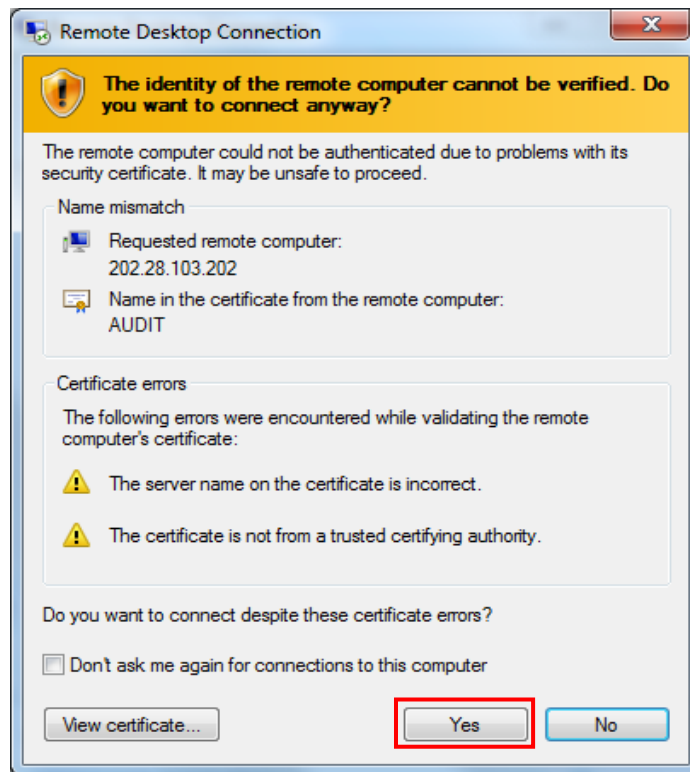 Remote Desktop Connection
The identity of the remote computer cannot be verified. Do
you want to connect anyway?
The remote computer could not be authenticated due to problems with its
security certificate. It may be unsafe to proceed.
Name mismatch
Requested remote computer:
202.28.103.202
Name in the certificate from the remote computer:
AUDIT
Certificate errors
The following errors were encountered while validating the remote
computer's certificate:
The server name on the certificate is incorrect.
The certificate is not from a trusted certifying authority.
Do you want to connect despite these certificate errors?
Don't ask me again for connections to this computer
View certificate... Yes No